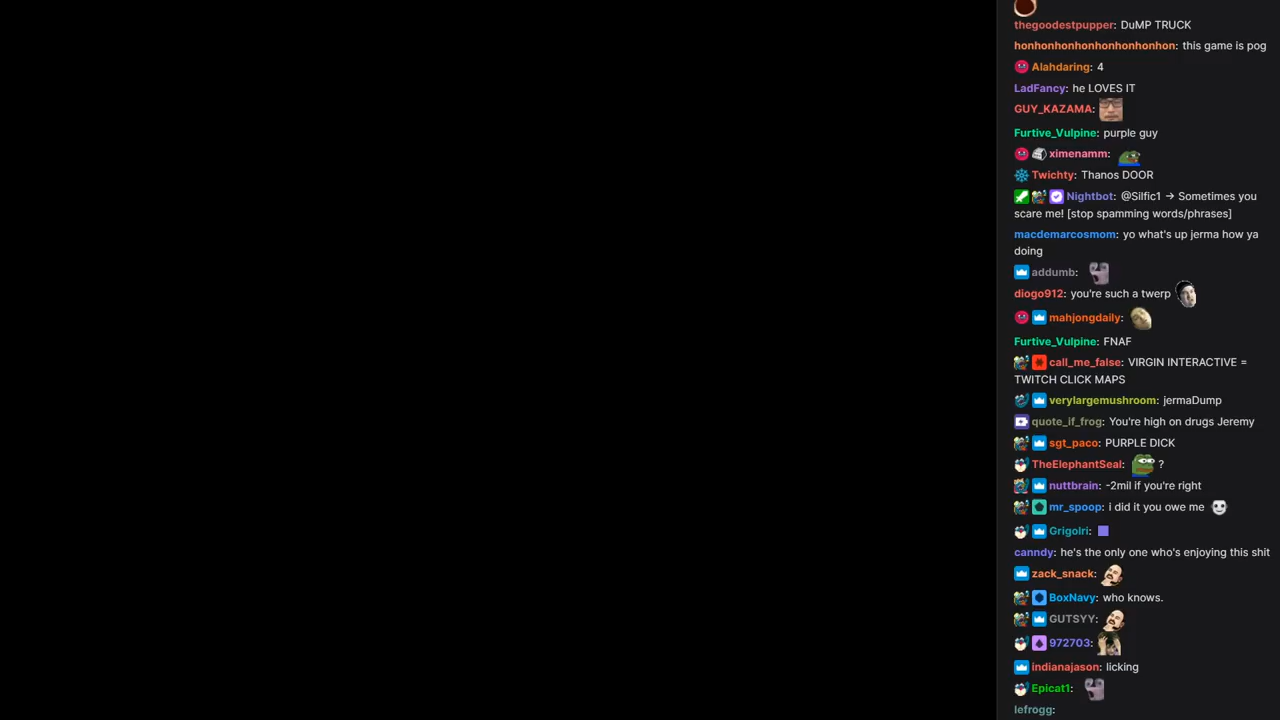 thegoodestpupper: DuMP TRUCK
honhonhonhonhonhonhonhon: this game is pog
Alahdaring: 4
LadFancy: he LOVES IT
GUY_KAZAMA:
Furtive_Vulpine: purple guy
ximenamm:
Twichty: Thanos DOOR
Nightbot: @Silfic1 → Sometimes you
scare me! [stop spamming words/phrases]
macdemarcosmom: yo what's up jerma how ya
doing
addumb:
diogo912: you're such a twerp
mahjongdaily:
Furtive_Vulpine: FNAF
call_me_false: VIRGIN INTERACTIVE =
TWITCH CLICK MAPS
verylargemushroom: jermaDump
quote_if_frog: You're high on drugs Jeremy
sgt_paco: PURPLE DICK
TheElephantSeal: ?
nuttbrain: -2mil if you're right
mr_spoop: i did it you owe me
Grigolri:
canndy: he's the only one who's enjoying this shit
zack_snack:
BoxNavy: who knows.
GUTSYY:
972703:
indianajason: licking
Epicat1:
lefrogg: